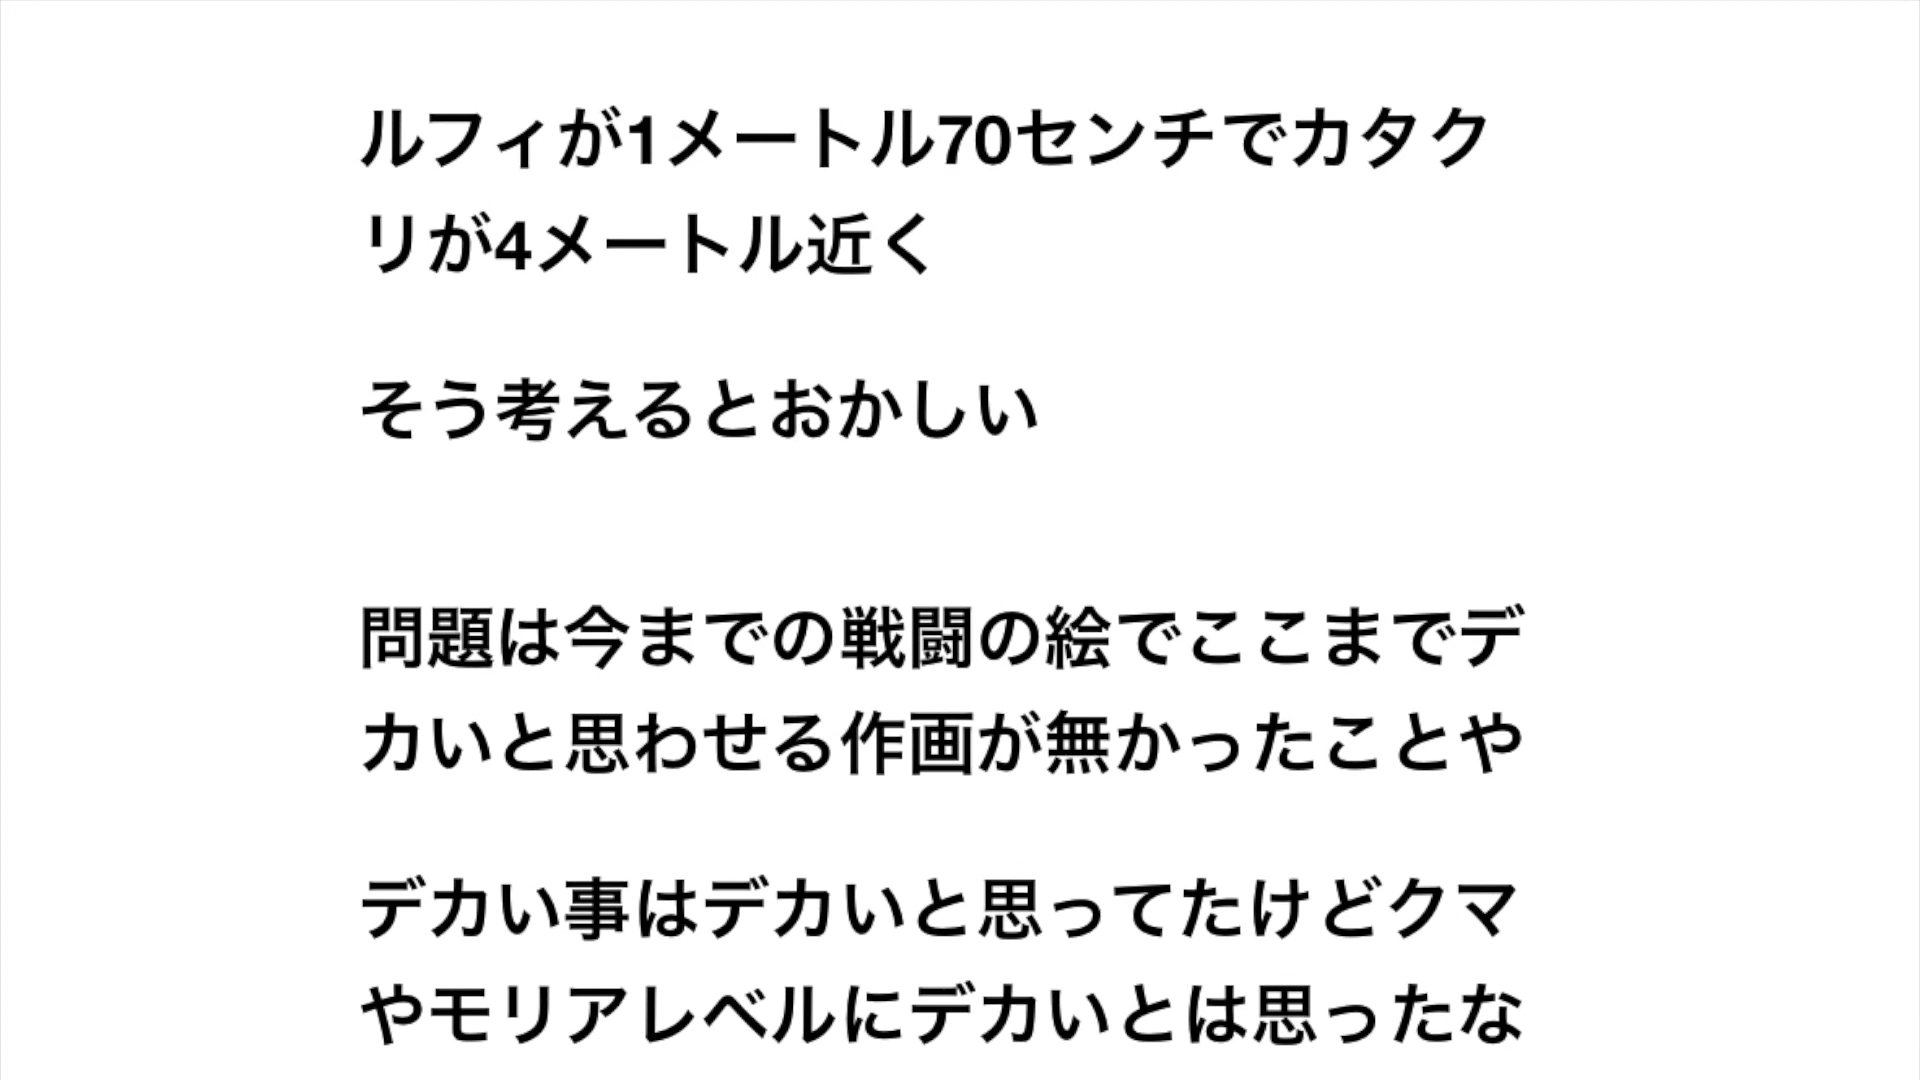 ルフィが1メートル70センチでカタク
リが4メートル近く
そう考えるとおかしい
問題は今までの戦闘の絵でここまでデ
カいと思わせる作画が無かったことや
デカい事はデカいと思ってたけどクマ
やモリアレベルにデカいとは思ったな